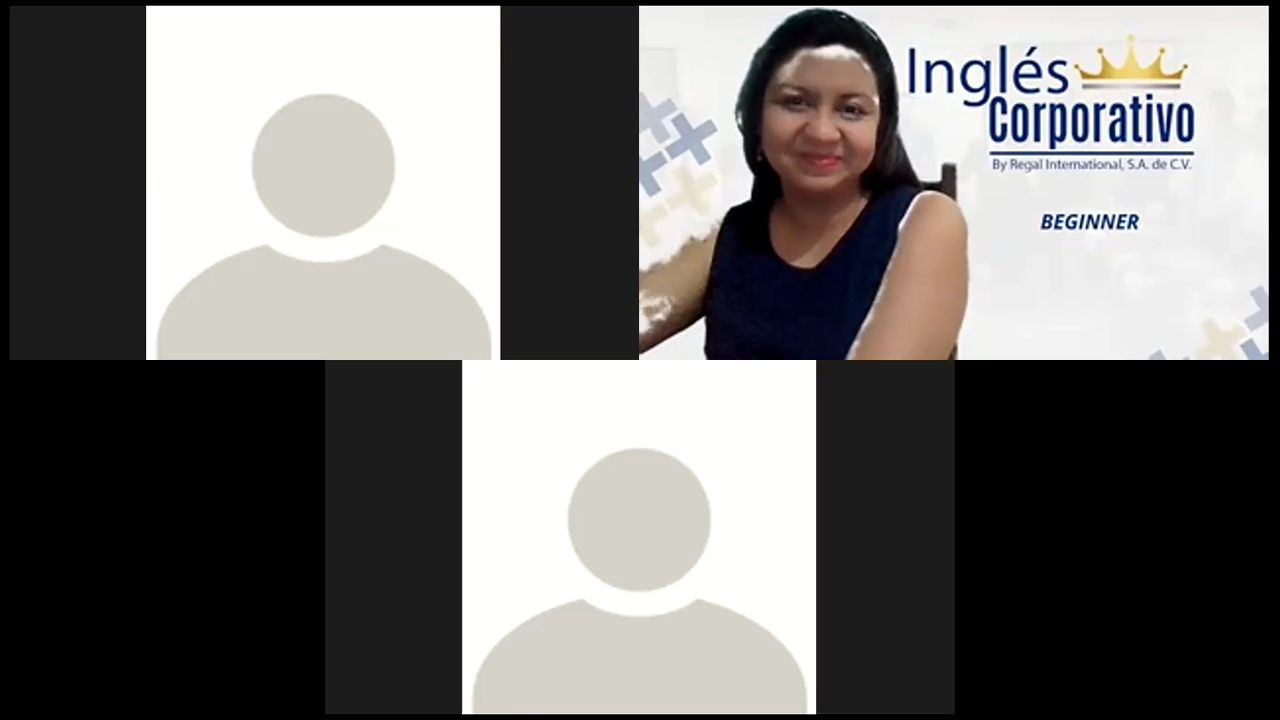 Inglés
Corporativo
By Regal International, S.A. de C.V.
BEGINNER